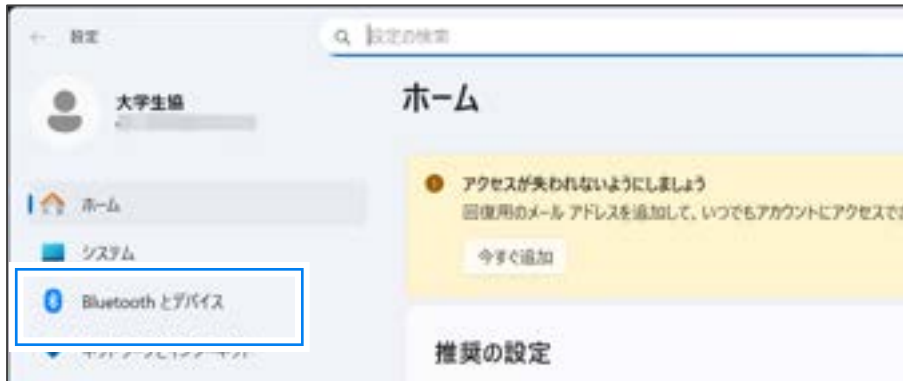 ← 設定
設定の検索
大学生協
ホーム
アクセスが失われないようにしましょう
回復用のメール アドレスを追加して、いつでもアカウントにアクセスでき
今すぐ追加
ホーム
システム
Bluetooth とデバイス
推奨の設定